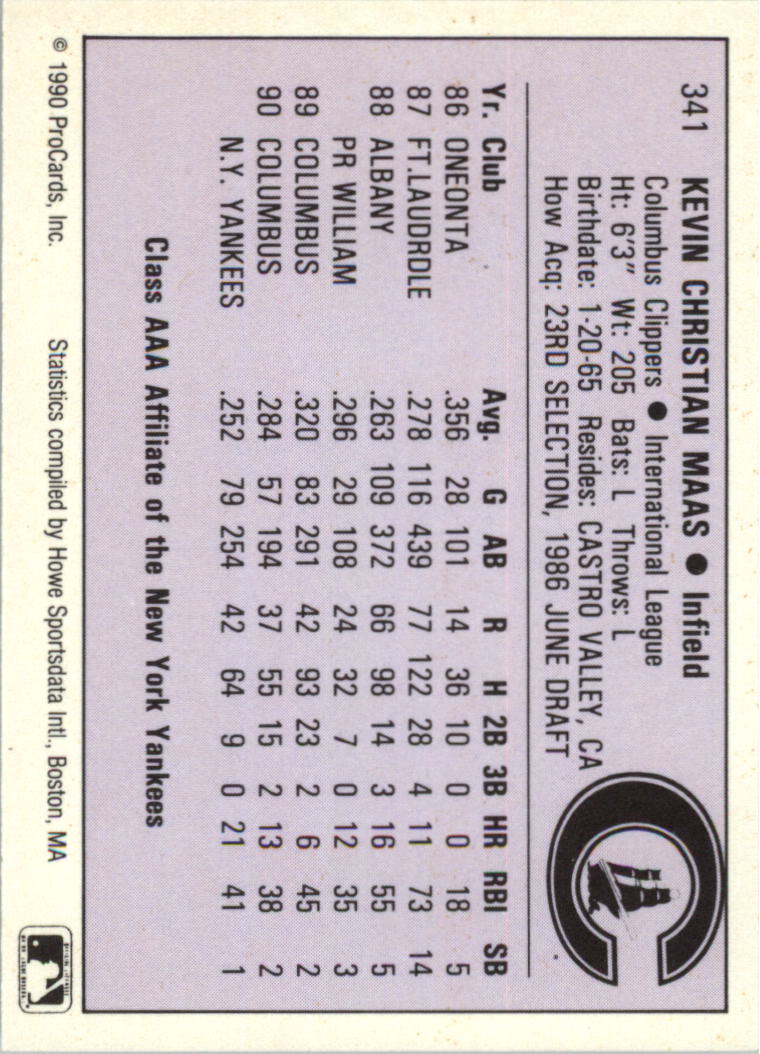 341 KEVIN CHRISTIAN MAAS ● Infield
Columbus Clippers ● International League
Ht: 6'3" Wt: 205 Bats: L Throws: L
Birthdate: 1-20-65 Resides: CASTRO VALLEY, CA
How Acq: 23RD SELECTION, 1986 JUNE DRAFT
Yr. Club Avg. G AB R H 2B 3B HR RBI SB
86 ONEONTA .356 28 101 14 36 10 0 0 18 5
87 FT.LAUDRDLE .278 116 439 77 122 28 4 11 73 14
88 ALBANY .263 109 372 66 98 14 3 16 55 5
PR WILLIAM .296 29 108 24 32 7 0 12 35 3
89 COLUMBUS .320 83 291 42 93 23 2 6 45 2
90 COLUMBUS .284 57 194 37 55 15 2 13 38 2
N.Y. YANKEES .252 79 254 42 64 9 0 21 41 1
Class AAA Affiliate of the New York Yankees
© 1990 ProCards, Inc. Statistics compiled by Howe Sportsdata Intl., Boston, MA